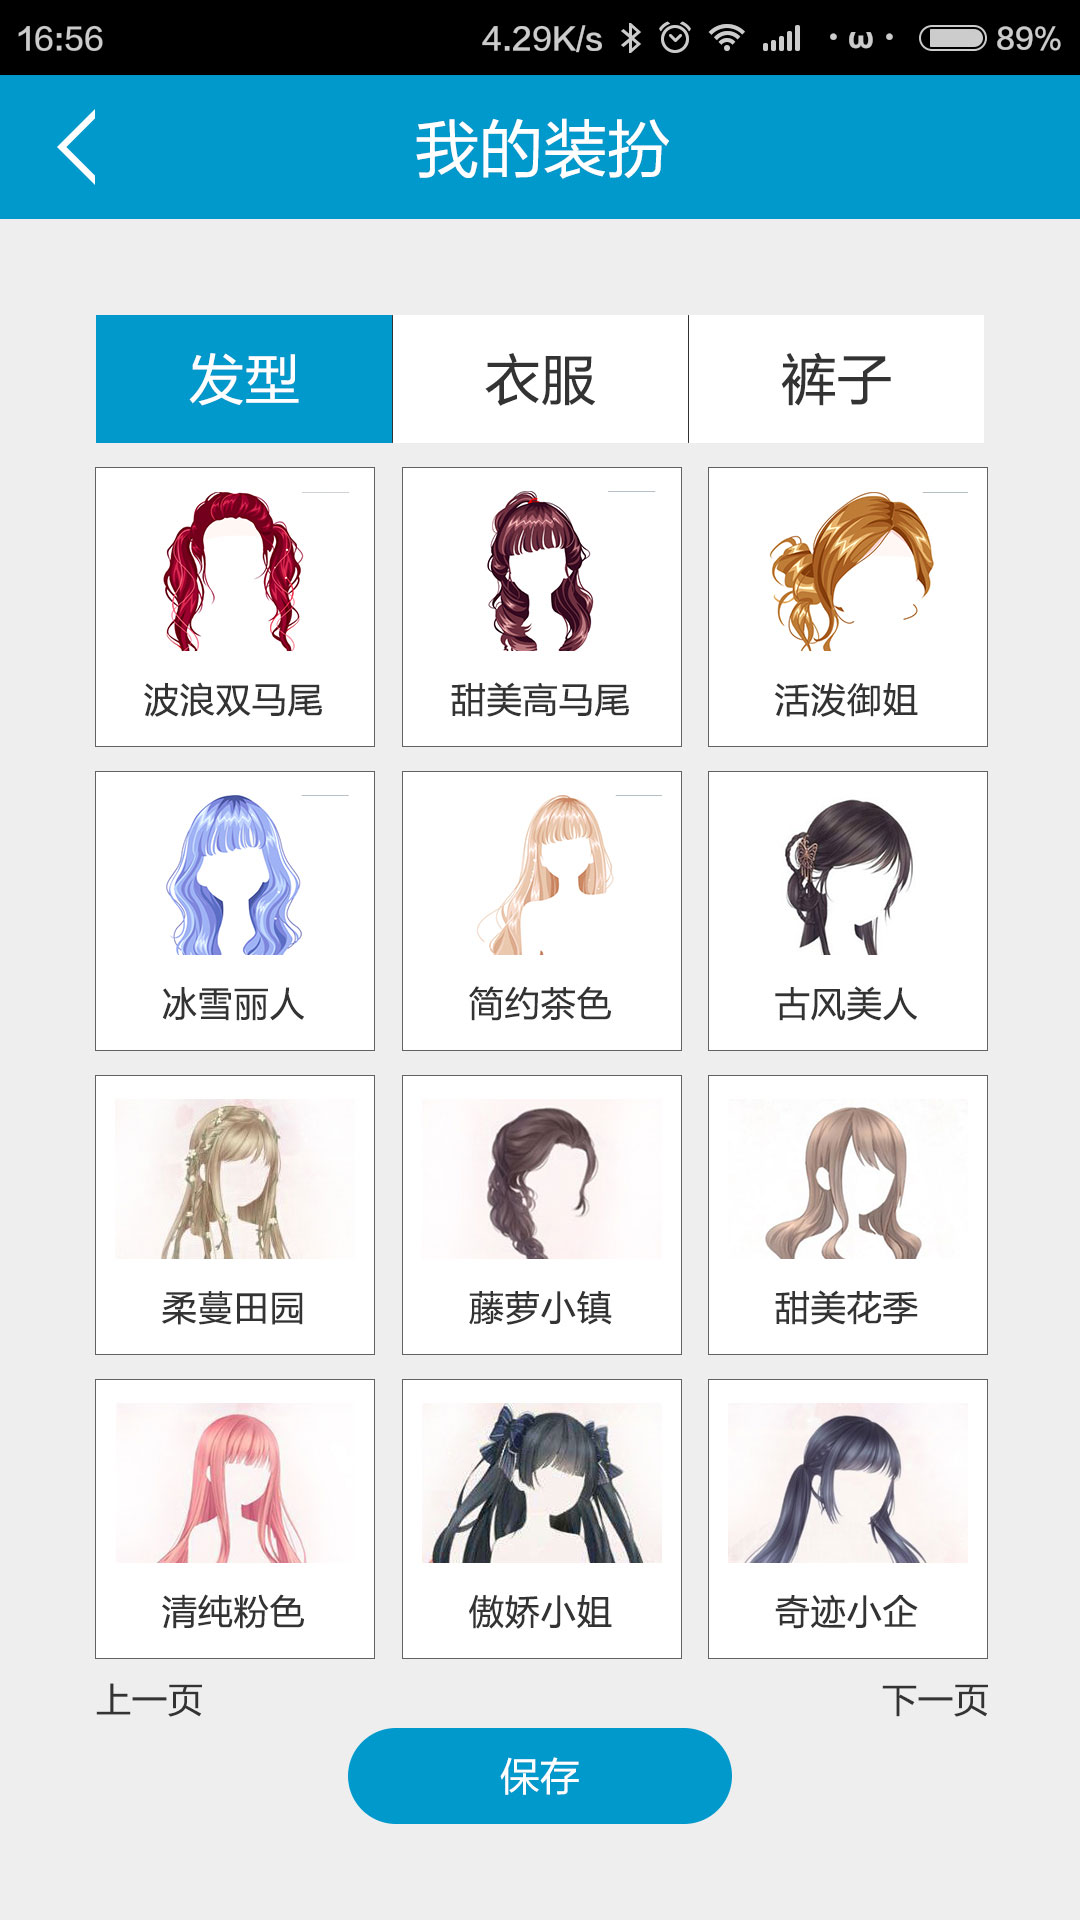 16:56 4.29K/s ·ω· 89%
我的装扮
发型 衣服 裤子
波浪双马尾 甜美高马尾 活泼御姐
冰雪丽人 简约茶色 古风美人
柔蔓田园 藤萝小镇 甜美花季
清纯粉色 傲娇小姐 奇迹小企
上一页 下一页
保存